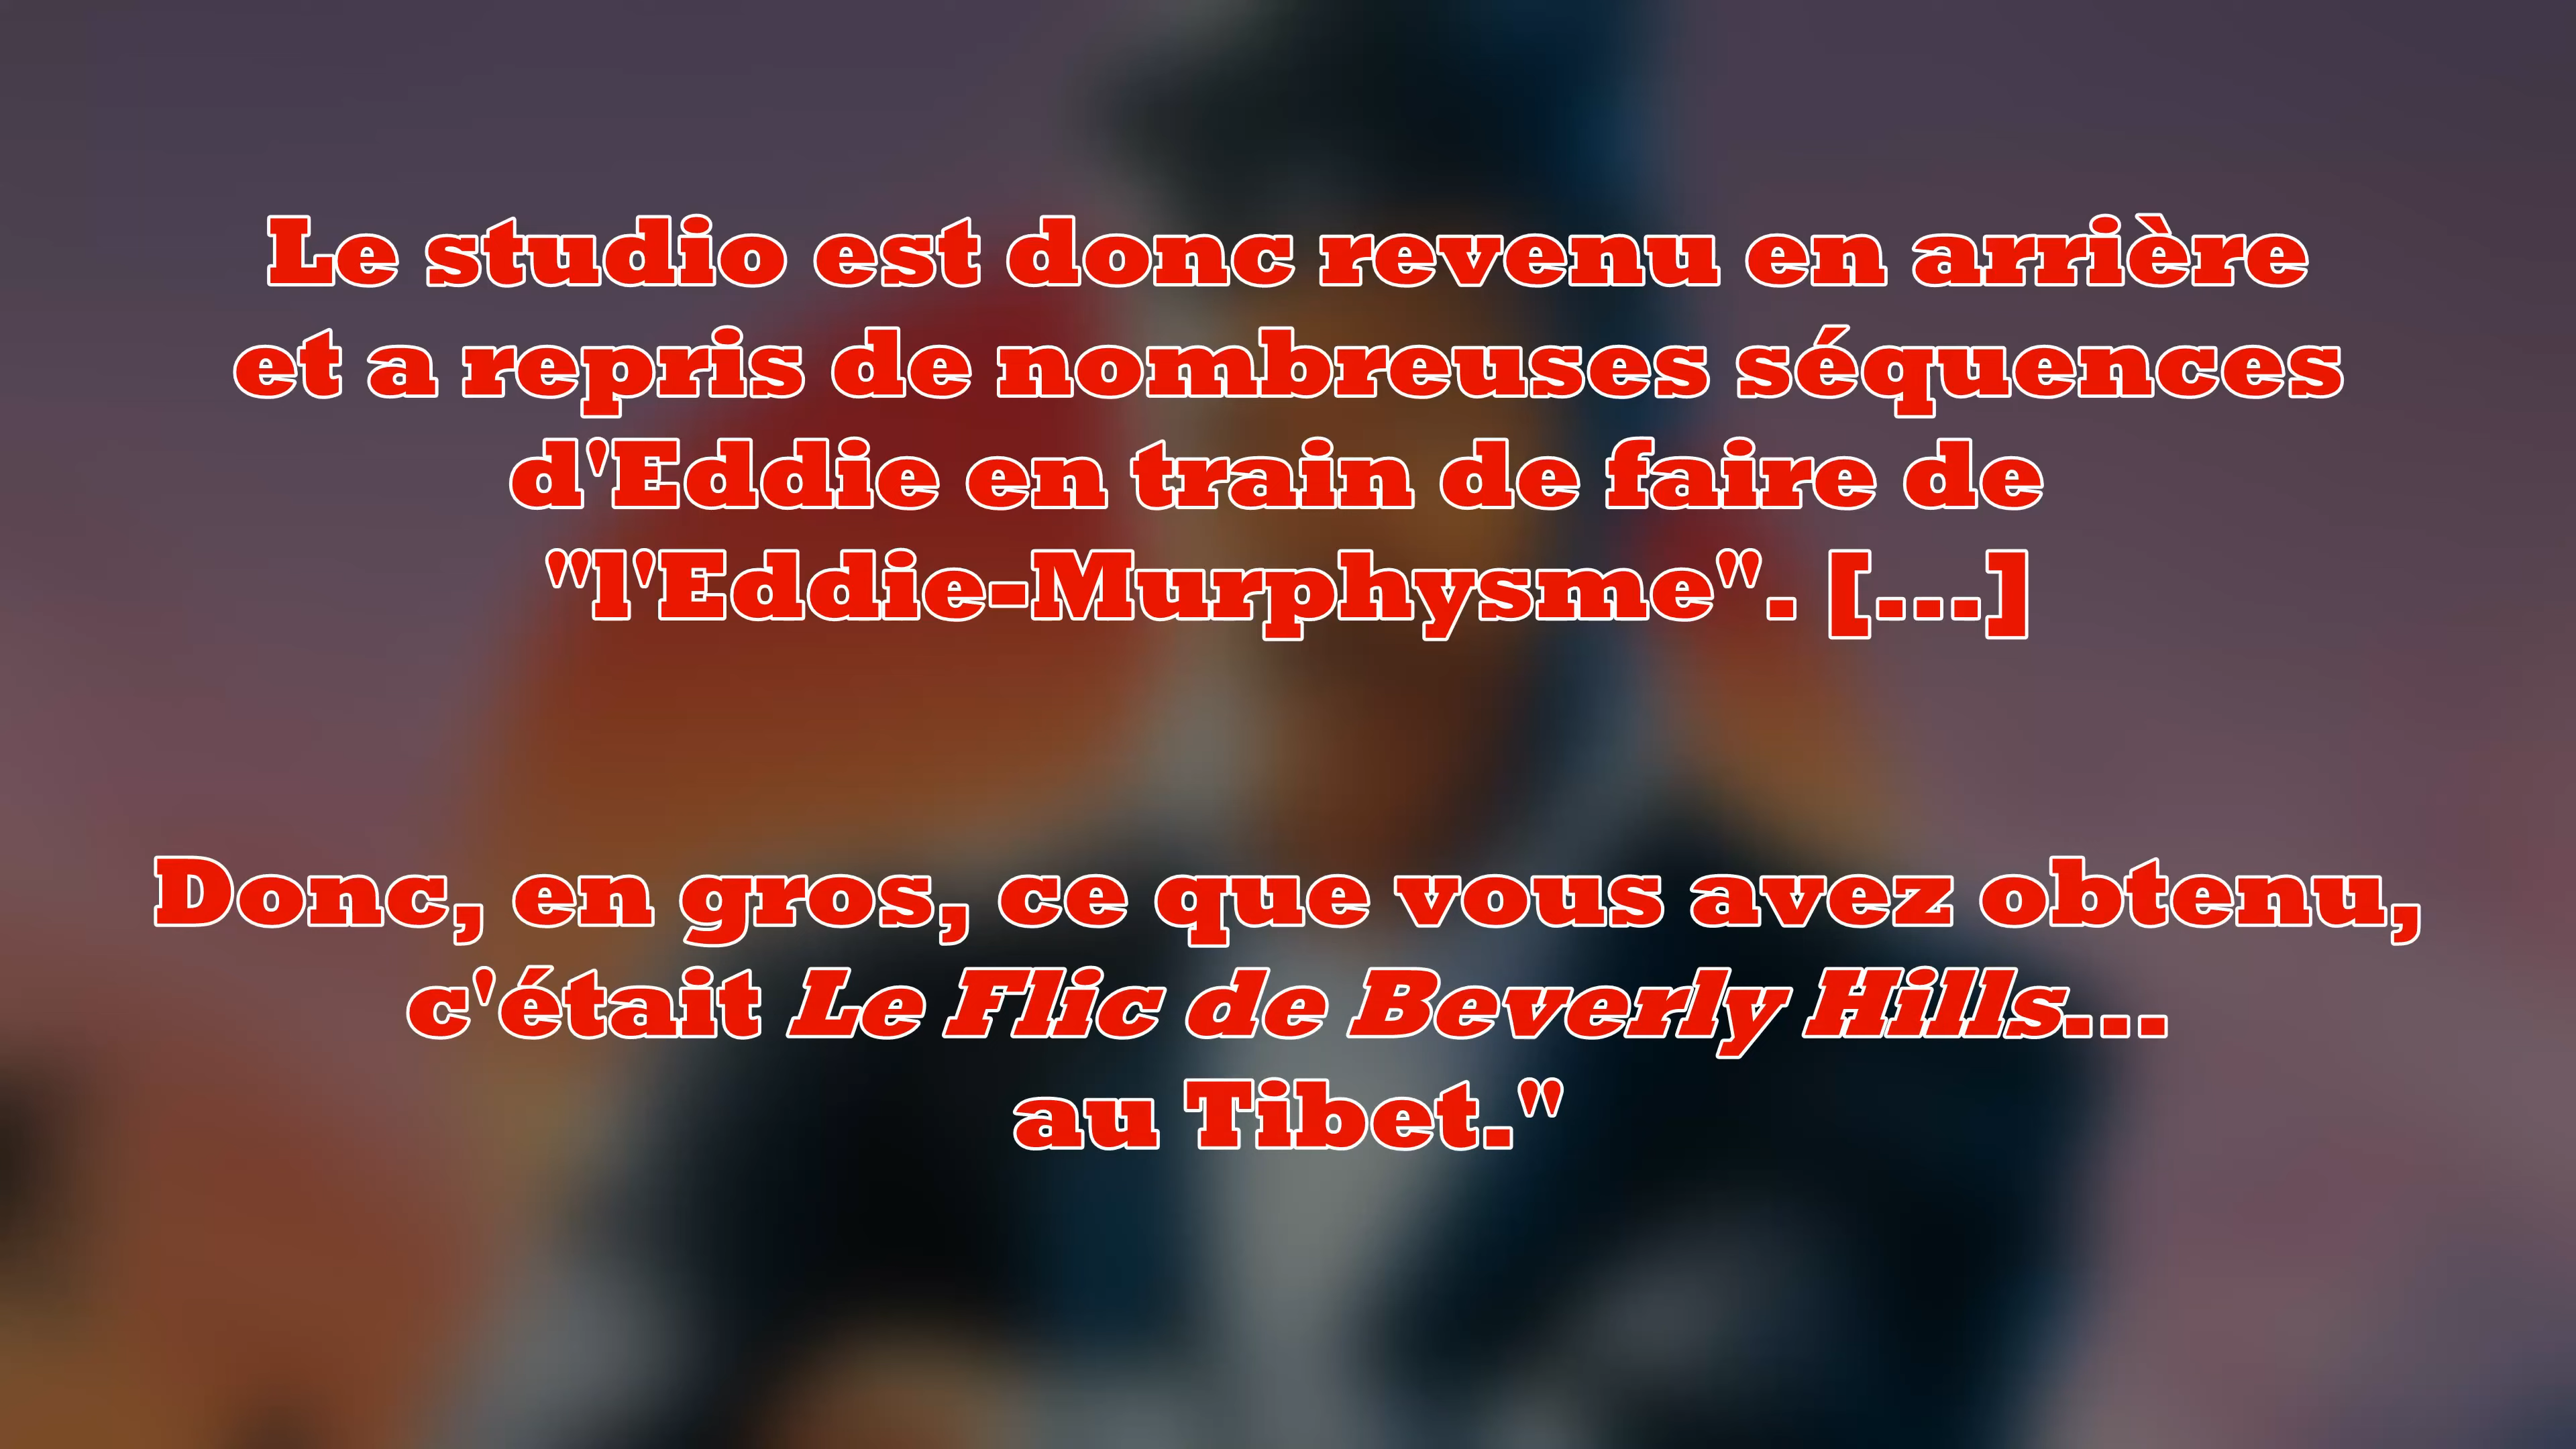 Le studio est donc revenu en arrière
et a repris de nombreuses séquences
d'Eddie en train de faire de
"l'Eddie-Murphysme". [...]
Donc, en gros, ce que vous avez obtenu,
c'était Le Flic de Beverly Hills...
au Tibet."